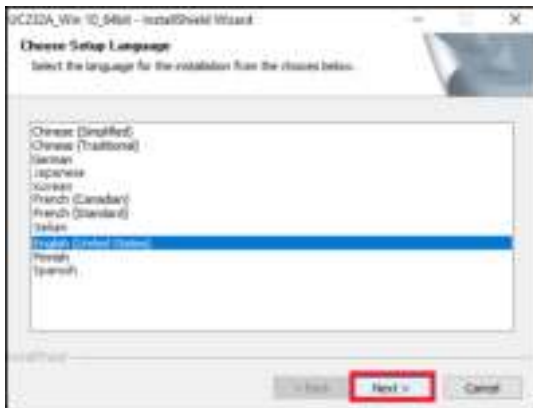 UC232A_Win 10_64bit - InstallShield Wizard
Choose Setup Language
Select the language for the installation from the choices below.
Chinese (Simplified)
Chinese (Traditional)
German
Japanese
Korean
French (Canadian)
French (Standard)
Italian
English (United States)
Spanish
InstallShield
< Back
Next >
Cancel